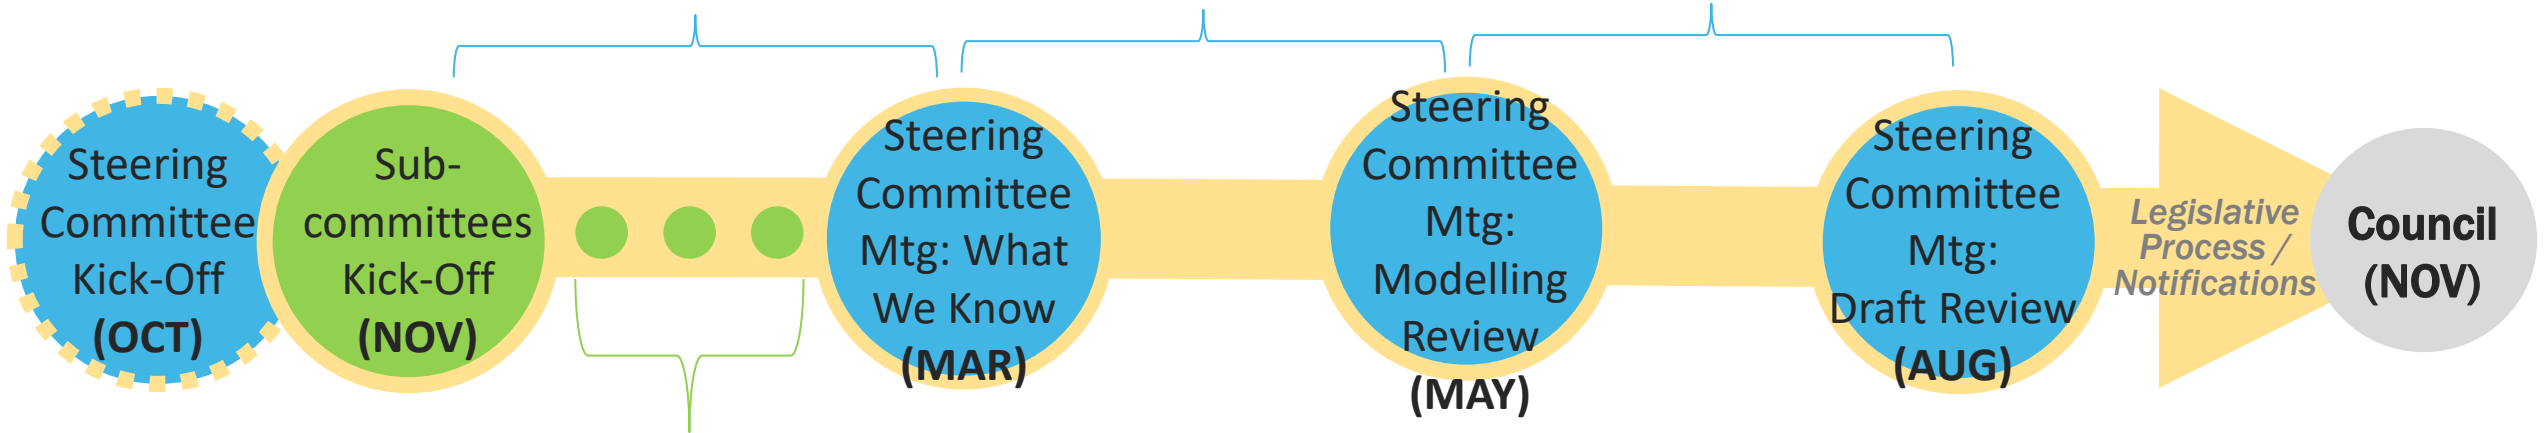 Steering
Committee
Kick-Off
(OCT)
Sub-
committees
Kick-Off
(NOV)
Steering
Committee
Mtg: What
We Know
(MAR)
Steering
Committee
Mtg:
Modelling
Review
(MAY)
Steering
Committee
Mtg:
Draft Review
(AUG)
Legislative
Process /
Notifications
Council
(NOV)